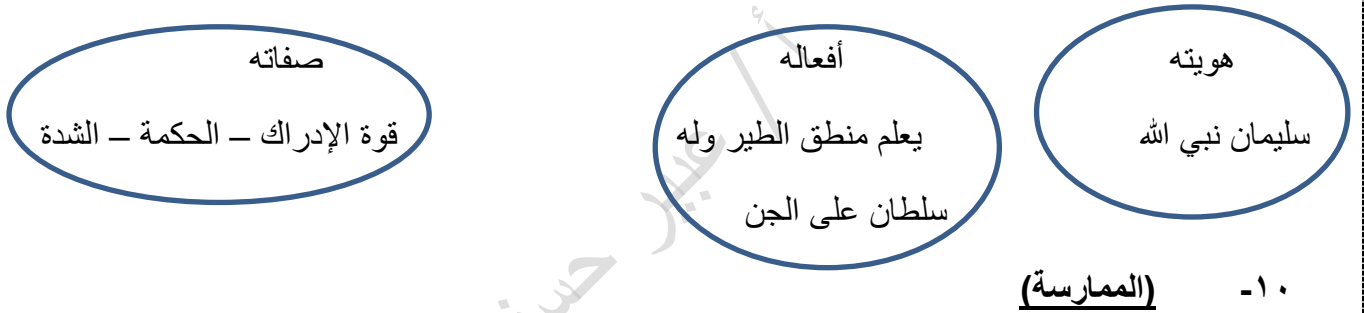 هويته
سليمان نبي الله
أفعاله
يعلم منطق الطير وله
سلطان على الجن
صفاته
قوة الإدراك – الحكمة – الشدة
١٠- (الممارسة)
أ / عبير